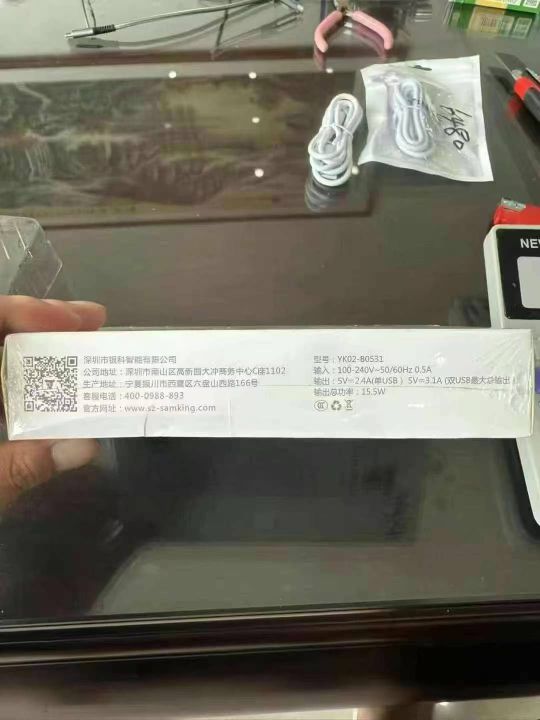 4480
NEW
深圳市银科智能有限公司
公司地址：深圳市南山区高新园大冲商务中心C座1102
生产地址：宁夏银川市西夏区六盘山西路166号
客服电话：400-0988-893
官方网址：www.sz-samking.com
型号：YK02-B0531
输入：100-240V~50/60Hz 0.5A
输出：5V⎓2.4A(单USB) 5V⎓3.1A (双USB最大总输出)
输出总功率：15.5W